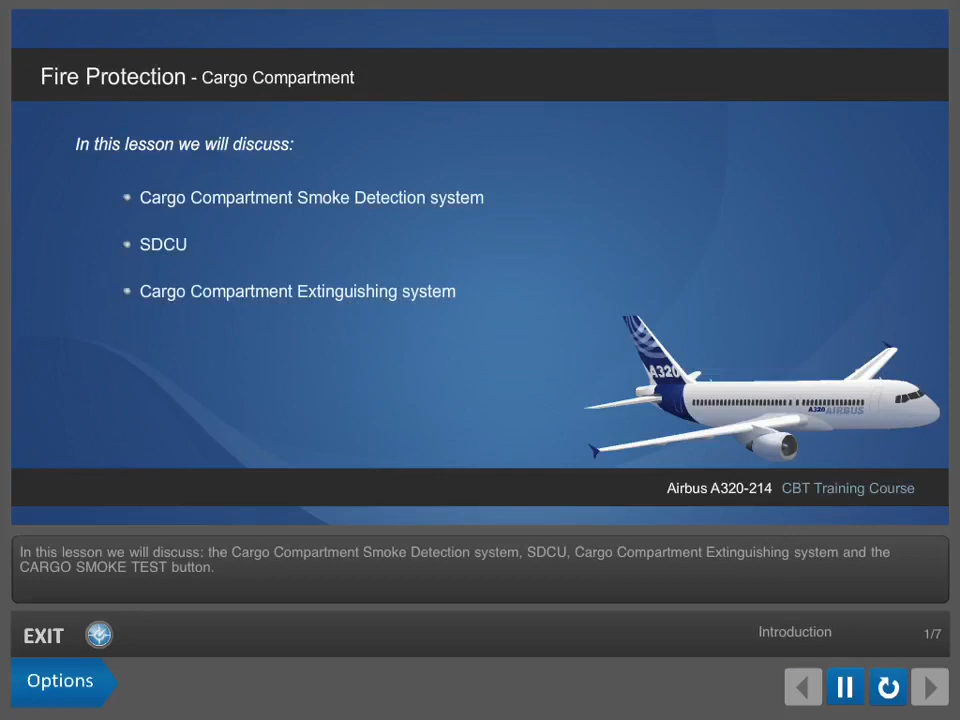 Fire Protection - Cargo Compartment
In this lesson we will discuss:
Cargo Compartment Smoke Detection system
SDCU
Cargo Compartment Extinguishing system
A320
A320 AIRBUS
Airbus A320-214 CBT Training Course
In this lesson we will discuss: the Cargo Compartment Smoke Detection system, SDCU, Cargo Compartment Extinguishing system and the
CARGO SMOKE TEST button.
EXIT
Introduction
1/7
Options